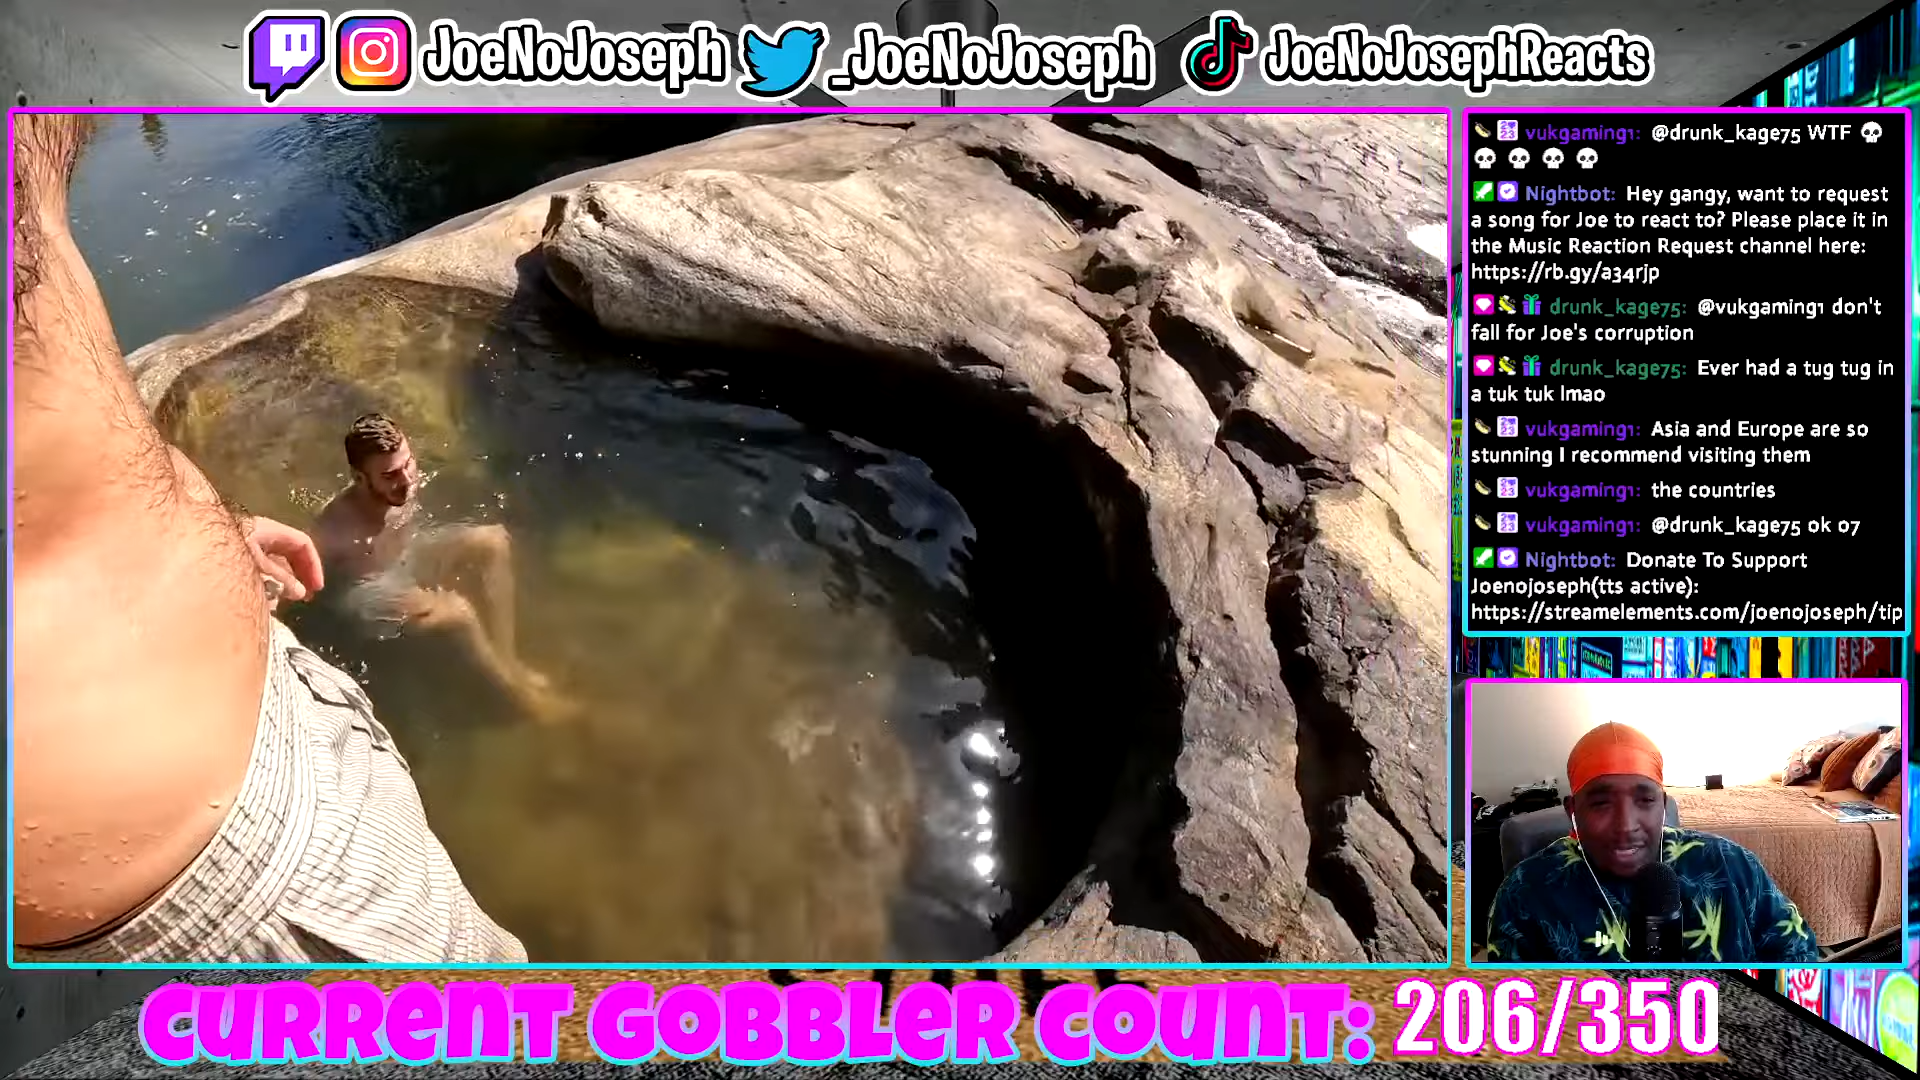 JoeNoJoseph _JoeNoJoseph JoeNoJosephReacts
vukgaming1: @drunk_kage75 WTF 💀
💀 💀 💀 💀
Nightbot: Hey gangy, want to request
a song for Joe to react to? Please place it in
the Music Reaction Request channel here:
https://rb.gy/a34rjp
drunk_kage75: @vukgaming1 don't
fall for Joe's corruption
drunk_kage75: Ever had a tug tug in
a tuk tuk lmao
vukgaming1: Asia and Europe are so
stunning I recommend visiting them
vukgaming1: the countries
vukgaming1: @drunk_kage75 ok o7
Nightbot: Donate To Support
Joenojoseph(tts active):
https://streamelements.com/joenojoseph/tip
CURRENT GOBBLER COUNT: 206/350